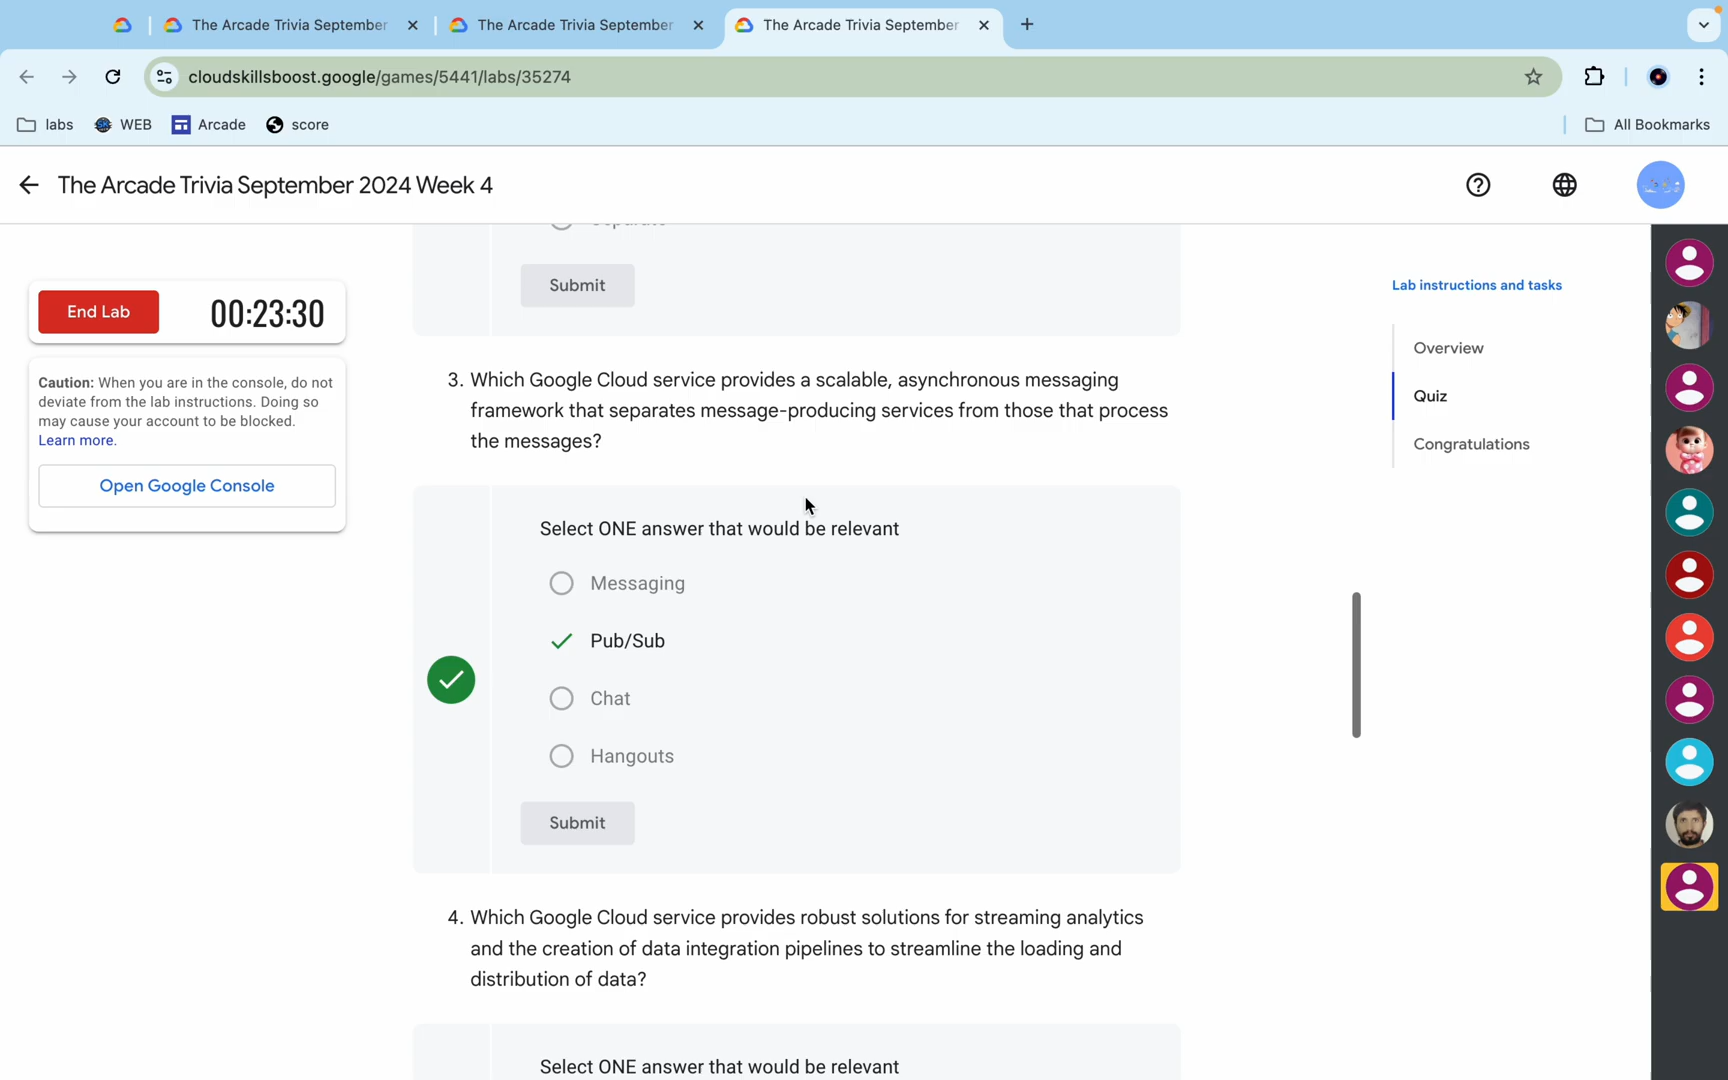 The Arcade Trivia September
The Arcade Trivia September
The Arcade Trivia September
cloudskillsboost.google/games/5441/labs/35274
labs WEB Arcade score All Bookmarks
The Arcade Trivia September 2024 Week 4
Submit
End Lab 00:23:30
Caution: When you are in the console, do not
deviate from the lab instructions. Doing so
may cause your account to be blocked.
Learn more.
Open Google Console
3. Which Google Cloud service provides a scalable, asynchronous messaging
framework that separates message-producing services from those that process
the messages?
Select ONE answer that would be relevant
Messaging
Pub/Sub
Chat
Hangouts
Submit
4. Which Google Cloud service provides robust solutions for streaming analytics
and the creation of data integration pipelines to streamline the loading and
distribution of data?
Select ONE answer that would be relevant
Lab instructions and tasks
Overview
Quiz
Congratulations